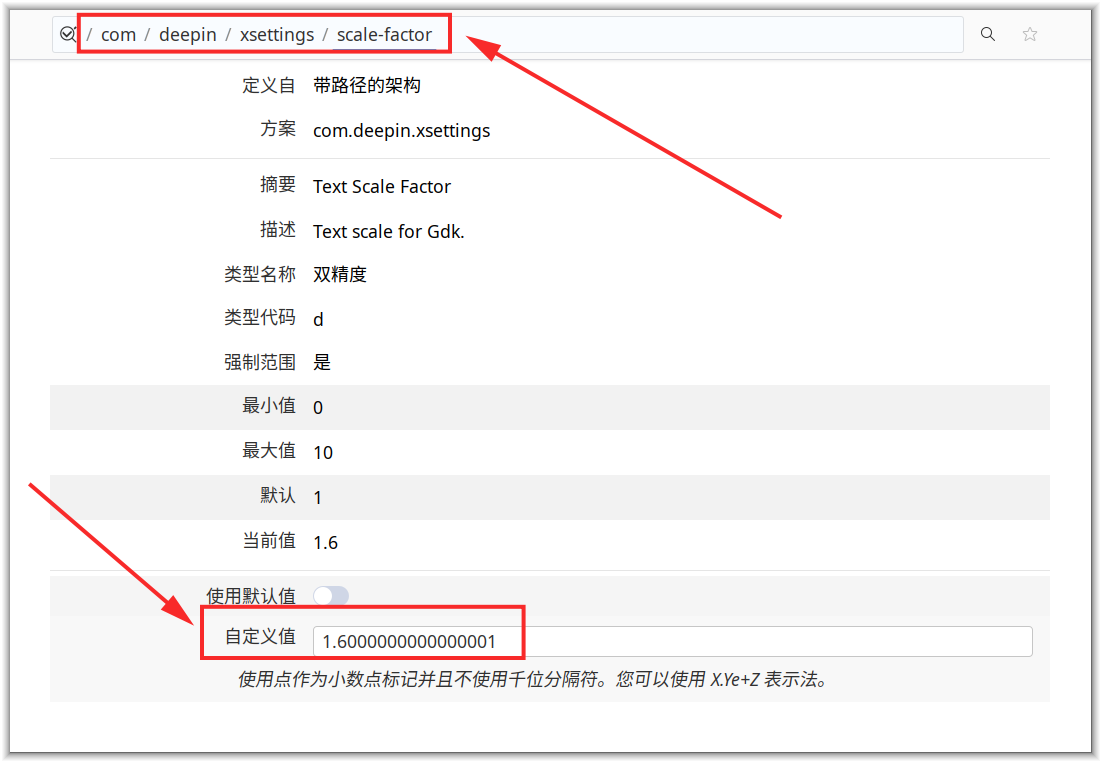 / com / deepin / xsettings / scale-factor
定义自 带路径的架构
方案 com.deepin.xsettings
摘要 Text Scale Factor
描述 Text scale for Gdk.
类型名称 双精度
类型代码 d
强制范围 是
最小值 0
最大值 10
默认 1
当前值 1.6
使用默认值
自定义值 1.6000000000000001
使用点作为小数点标记并且不使用千位分隔符。您可以使用 X.Ye+Z 表示法。